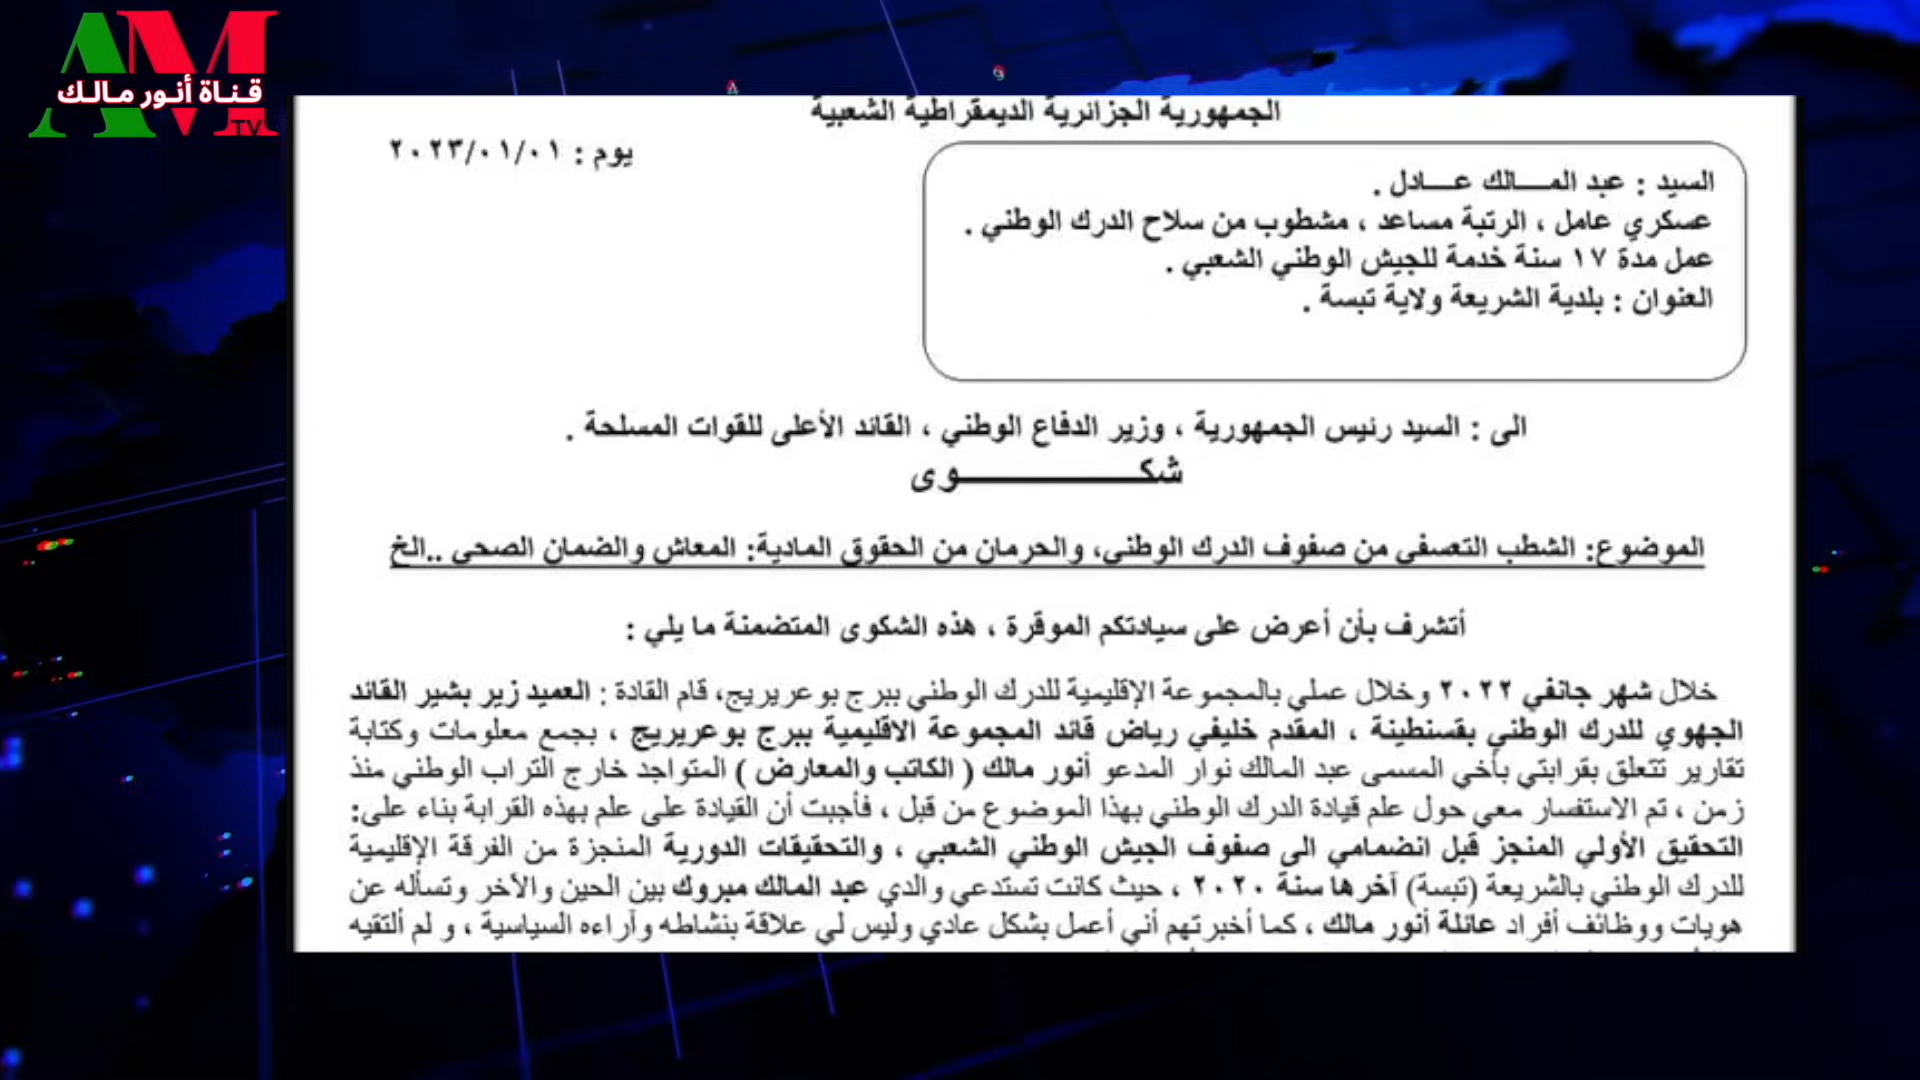 AM
قناة أنور مالك
TV
الجمهورية الجزائرية الديمقراطية الشعبية
يوم : ٢٠٢٣/٠١/٠١
السيد : عبد المـــالك عـــادل .
عسكري عامل ، الرتبة مساعد ، مشطوب من سلاح الدرك الوطني .
عمل مدة ١٧ سنة خدمة للجيش الوطني الشعبي .
العنوان : بلدية الشريعة ولاية تبسة .
الى : السيد رئيس الجمهورية ، وزير الدفاع الوطني ، القائد الأعلى للقوات المسلحة .
شكــــــــــــوى
الموضوع: الشطب التعسفي من صفوف الدرك الوطني، والحرمان من الحقوق المادية: المعاش والضمان الصحي ..الخ
أتشرف بأن أعرض على سيادتكم الموقرة ، هذه الشكوى المتضمنة ما يلي :
خلال شهر جانفي ٢٠٢٢ وخلال عملي بالمجموعة الإقليمية للدرك الوطني ببرج بوعريريج، قام القادة : العميد زير بشير القائد
الجهوي للدرك الوطني بقسنطينة ، المقدم خليفي رياض قائد المجموعة الاقليمية ببرج بوعريريج ، بجمع معلومات وكتابة
تقارير تتعلق بقرابتي بأخي المسمى عبد المالك نوار المدعو أنور مالك ( الكاتب والمعارض ) المتواجد خارج التراب الوطني منذ
زمن ، تم الاستفسار معي حول علم قيادة الدرك الوطني بهذا الموضوع من قبل ، فأجبت أن القيادة على علم بهذه القرابة بناء على:
التحقيق الأولي المنجز قبل انضمامي الى صفوف الجيش الوطني الشعبي ، والتحقيقات الدورية المنجزة من الفرقة الإقليمية
للدرك الوطني بالشريعة (تبسة) آخرها سنة ٢٠٢٠ ، حيث كانت تستدعي والدي عبد المالك مبروك بين الحين والآخر وتسأله عن
هويات ووظائف أفراد عائلة أنور مالك ، كما أخبرتهم أني أعمل بشكل عادي وليس لي علاقة بنشاطه وآراءه السياسية ، و لم ألتقيه